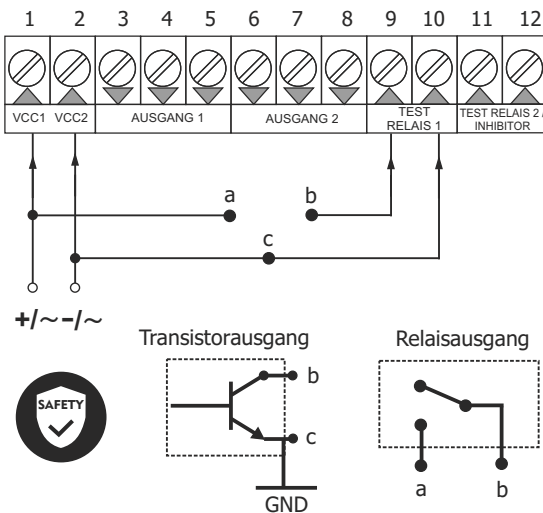 1 2 3 4 5 6 7 8 9 10 11 12
VCC1 VCC2 AUSGANG 1 AUSGANG 2 TEST RELAIS 1 TEST RELAIS 2 / INHIBITOR
a b
c
+/~ -/~
Transistorausgang Relaisausgang
SAFETY
b
c
a b
GND